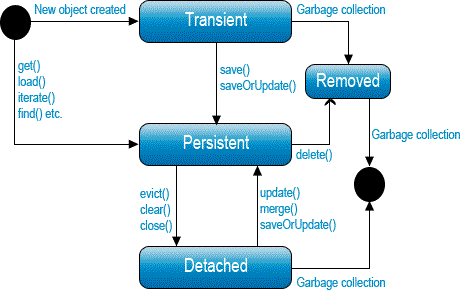 New object created
Transient
Garbage collection
get()
load()
iterate()
find() etc.
save()
saveOrUpdate()
Removed
Garbage collection
Persistent
delete()
evict()
clear()
close()
update()
merge()
saveOrUpdate()
Detached
Garbage collection